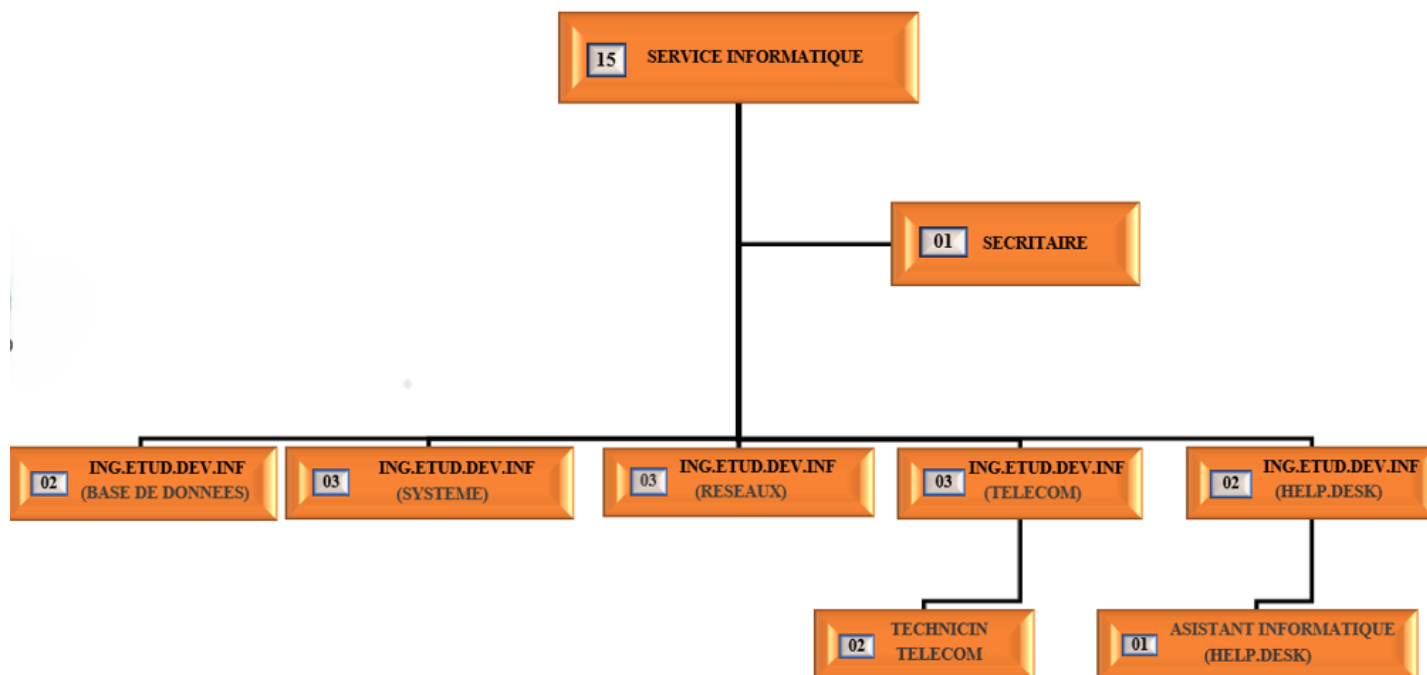 15 SERVICE INFORMATIQUE
01 SECRITAIRE
02 ING.ETUD.DEV.INF
(BASE DE DONNEES)
03 ING.ETUD.DEV.INF
(SYSTEME)
03 ING.ETUD.DEV.INF
(RESEAUX)
03 ING.ETUD.DEV.INF
(TELECOM)
02 ING.ETUD.DEV.INF
(HELP.DESK)
02 TECHNICIN
TELECOM
01 ASISTANT INFORMATIQUE
(HELP.DESK)